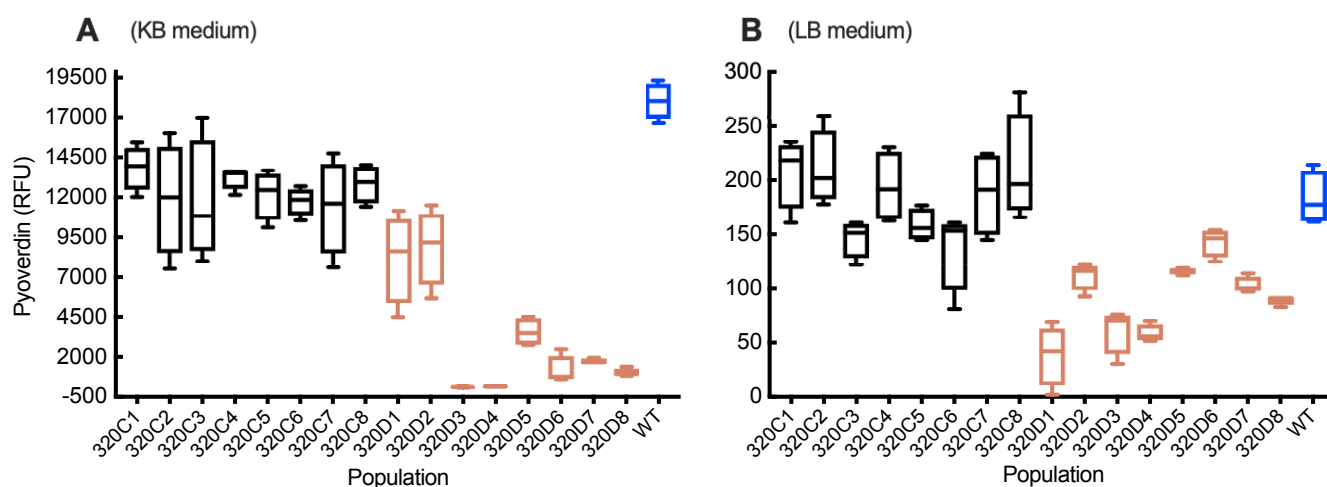 A (KB medium)
Pyoverdin (RFU)
19500
17000
14500
12000
9500
7000
4500
2000
-500
320C1
320C2
320C3
320C4
320C5
320C6
320C7
320C8
320D1
320D2
320D3
320D4
320D5
320D6
320D7
320D8
WT
Population
B (LB medium)
300
250
200
150
100
50
0
320C1
320C2
320C3
320C4
320C5
320C6
320C7
320C8
320D1
320D2
320D3
320D4
320D5
320D6
320D7
320D8
WT
Population